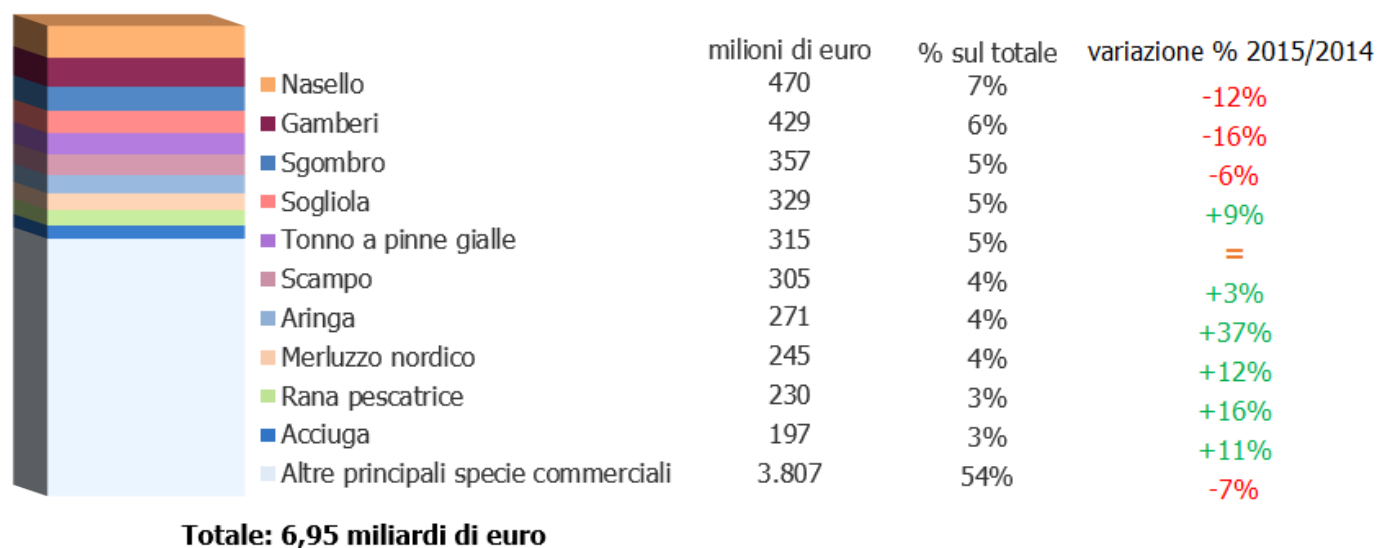 milioni di euro % sul totale variazione % 2015/2014
Nasello 470 7% -12%
Gamberi 429 6% -16%
Sgombro 357 5% -6%
Sogliola 329 5% +9%
Tonno a pinne gialle 315 5% =
Scampo 305 4% +3%
Aringa 271 4% +37%
Merluzzo nordico 245 4% +12%
Rana pescatrice 230 3% +16%
Acciuga 197 3% +11%
Altre principali specie commerciali 3.807 54% -7%
Totale: 6,95 miliardi di euro